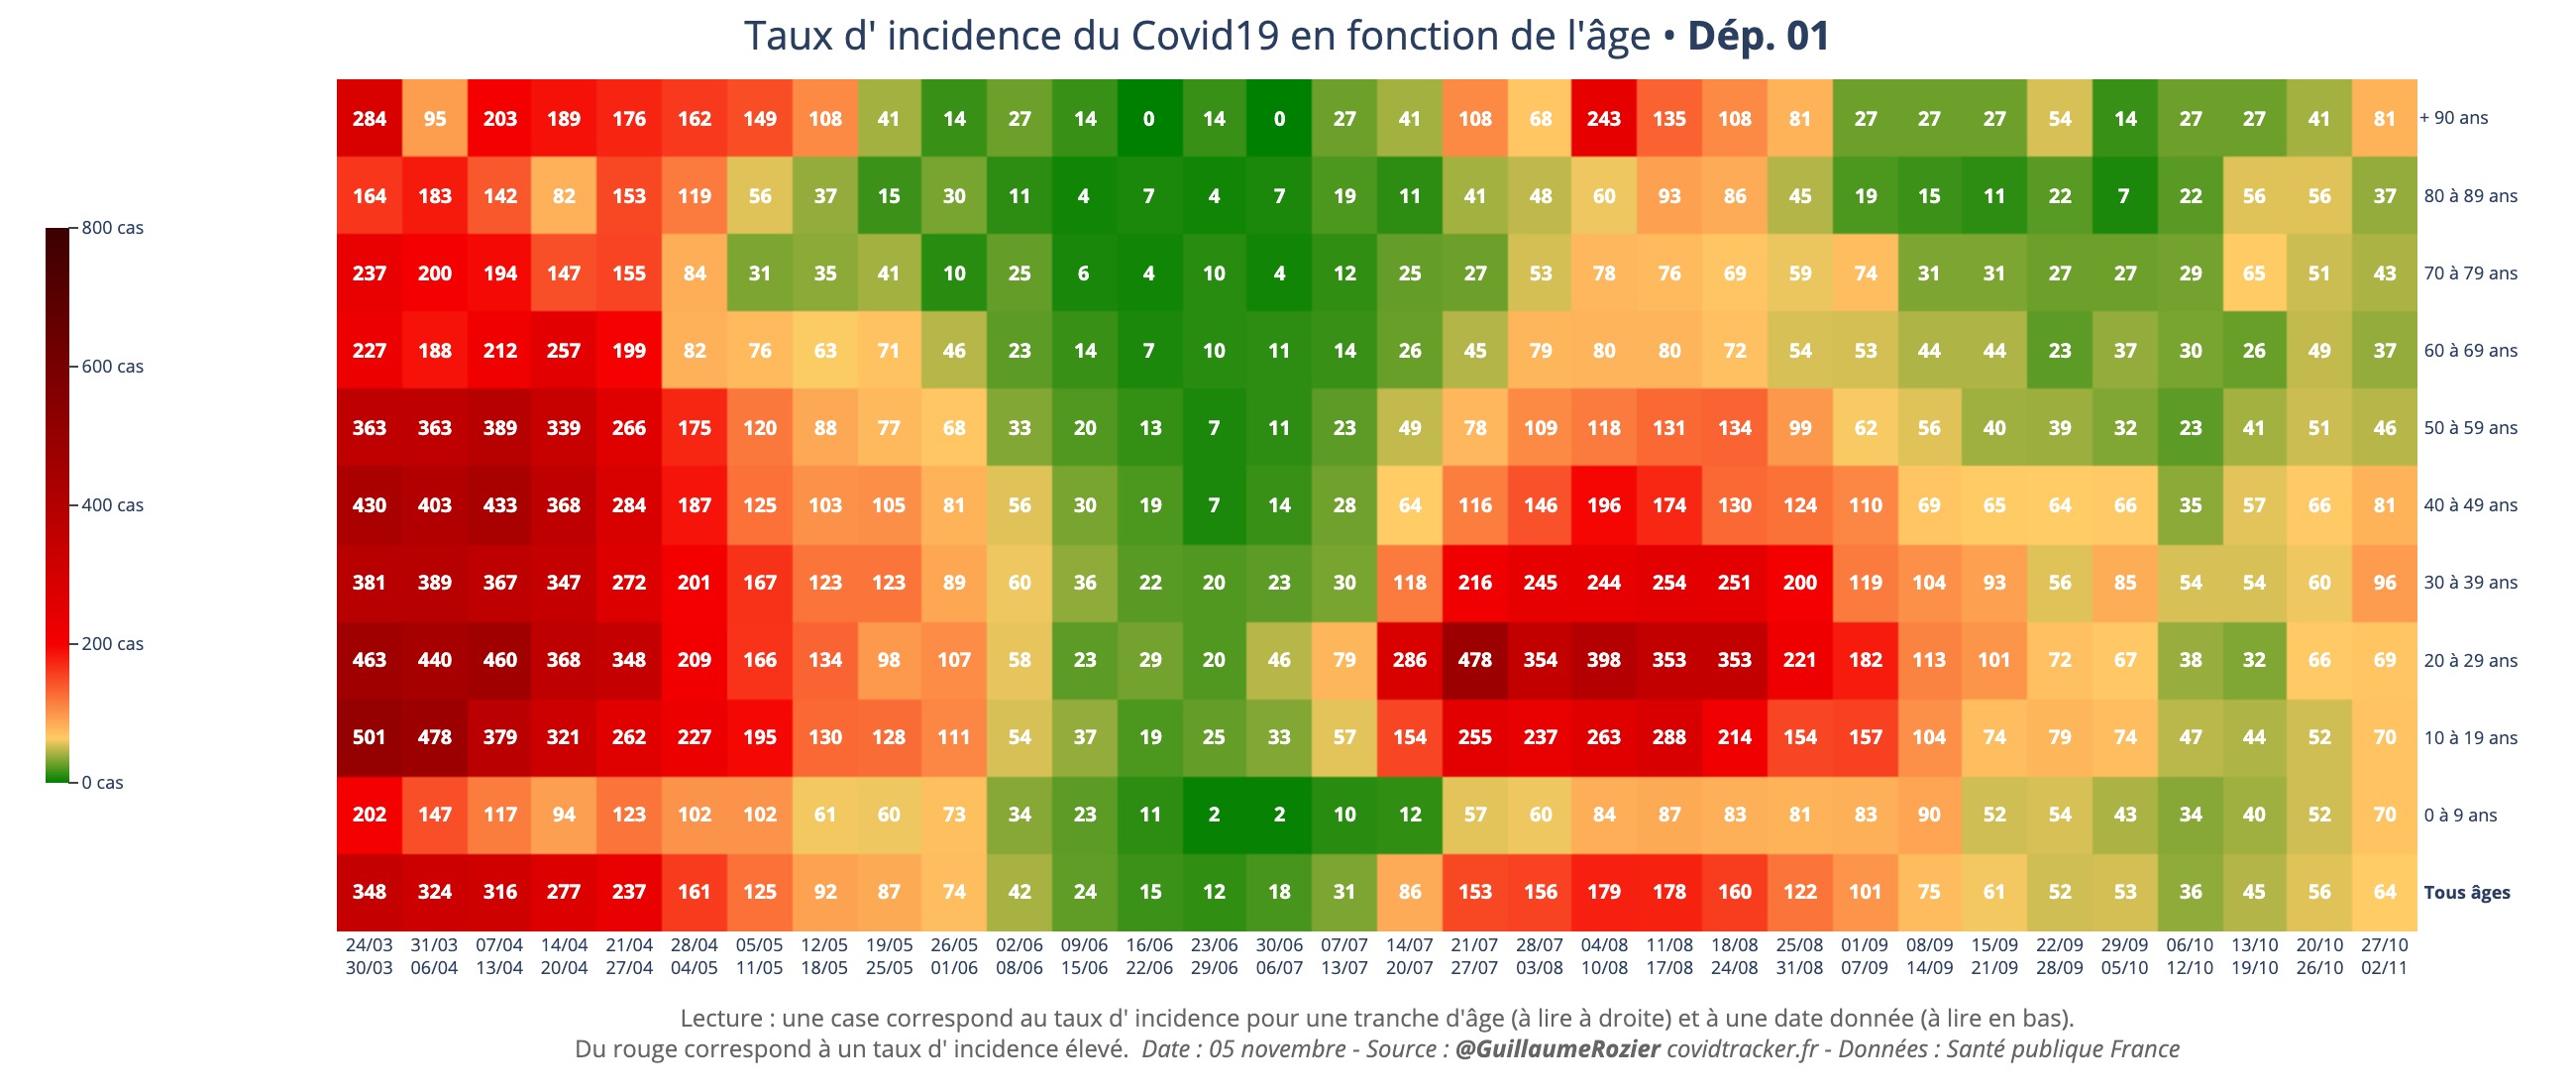 Taux d' incidence du Covid19 en fonction de l'âge • Dép. 01
800 cas
600 cas
400 cas
200 cas
0 cas
284 95 203 189 176 162 149 108 41 14 27 14 0 14 0 27 41 108 68 243 135 108 81 27 27 27 54 14 27 27 41 81 + 90 ans
164 183 142 82 153 119 56 37 15 30 11 4 7 4 7 19 11 41 48 60 93 86 45 19 15 11 22 7 22 56 56 37 80 à 89 ans
237 200 194 147 155 84 31 35 41 10 25 6 4 10 4 12 25 27 53 78 76 69 59 74 31 31 27 27 29 65 51 43 70 à 79 ans
227 188 212 257 199 82 76 63 71 46 23 14 7 10 11 14 26 45 79 80 80 72 54 53 44 44 23 37 30 26 49 37 60 à 69 ans
363 363 389 339 266 175 120 88 77 68 33 20 13 7 11 23 49 78 109 118 131 134 99 62 56 40 39 32 23 41 51 46 50 à 59 ans
430 403 433 368 284 187 125 103 105 81 56 30 19 7 14 28 64 116 146 196 174 130 124 110 69 65 64 66 35 57 66 81 40 à 49 ans
381 389 367 347 272 201 167 123 123 89 60 36 22 20 23 30 118 216 245 244 254 251 200 119 104 93 56 85 54 54 60 96 30 à 39 ans
463 440 460 368 348 209 166 134 98 107 58 23 29 20 46 79 286 478 354 398 353 353 221 182 113 101 72 67 38 32 66 69 20 à 29 ans
501 478 379 321 262 227 195 130 128 111 54 37 19 25 33 57 154 255 237 263 288 214 154 157 104 74 79 74 47 44 52 70 10 à 19 ans
202 147 117 94 123 102 102 61 60 73 34 23 11 2 2 10 12 57 60 84 87 83 81 83 90 52 54 43 34 40 52 70 0 à 9 ans
348 324 316 277 237 161 125 92 87 74 42 24 15 12 18 31 86 153 156 179 178 160 122 101 75 61 52 53 36 45 56 64 Tous âges
24/03 31/03 07/04 14/04 21/04 28/04 05/05 12/05 19/05 26/05 02/06 09/06 16/06 23/06 30/06 07/07 14/07 21/07 28/07 04/08 11/08 18/08 25/08 01/09 08/09 15/09 22/09 29/09 06/10 13/10 20/10 27/10
30/03 06/04 13/04 20/04 27/04 04/05 11/05 18/05 25/05 01/06 08/06 15/06 22/06 29/06 06/07 13/07 20/07 27/07 03/08 10/08 17/08 24/08 31/08 07/09 14/09 21/09 28/09 05/10 12/10 19/10 26/10 02/11
Lecture : une case correspond au taux d' incidence pour une tranche d'âge (à lire à droite) et à une date donnée (à lire en bas).
Du rouge correspond à un taux d' incidence élevé. Date : 05 novembre - Source : @GuillaumeRozier covidtracker.fr - Données : Santé publique France